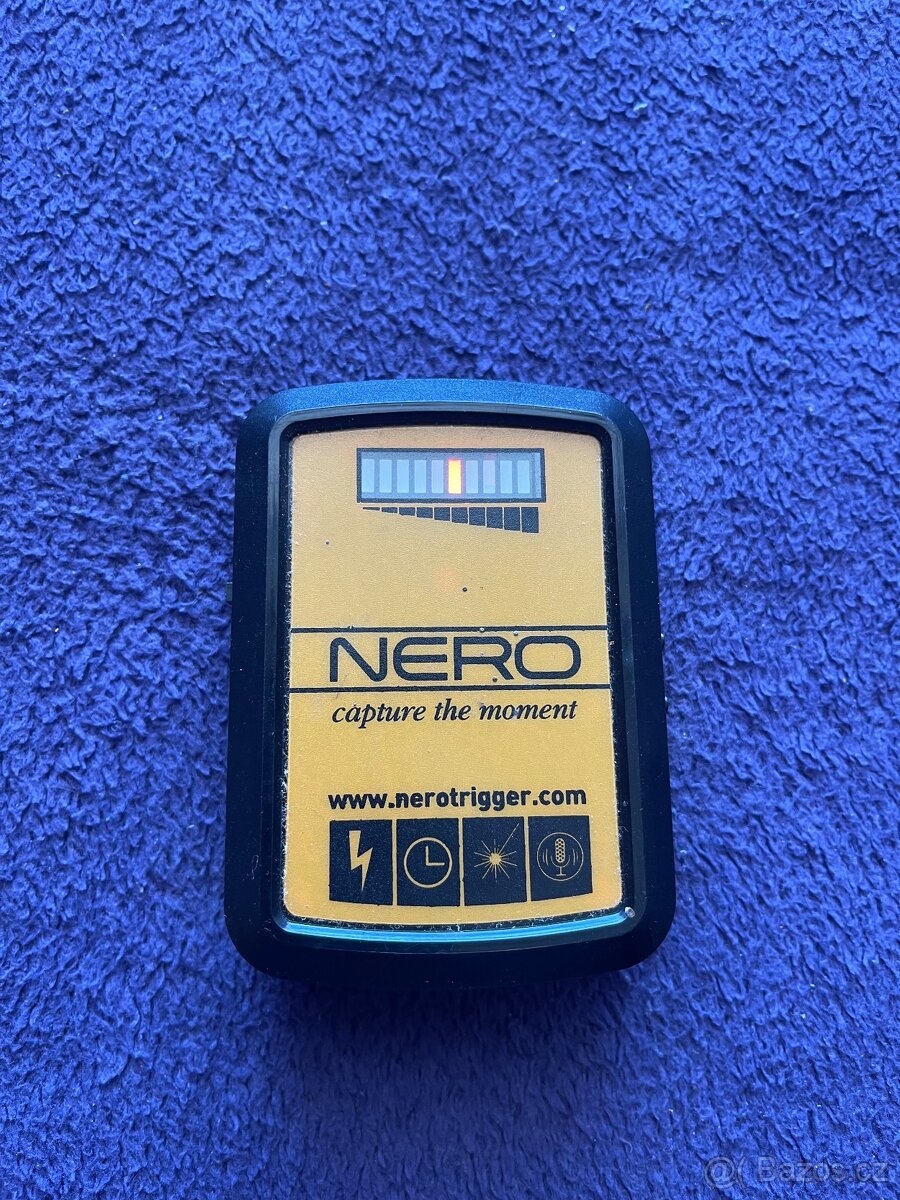 NERO
capture the moment
www.nerotrigger.com
@ Bazos.cz